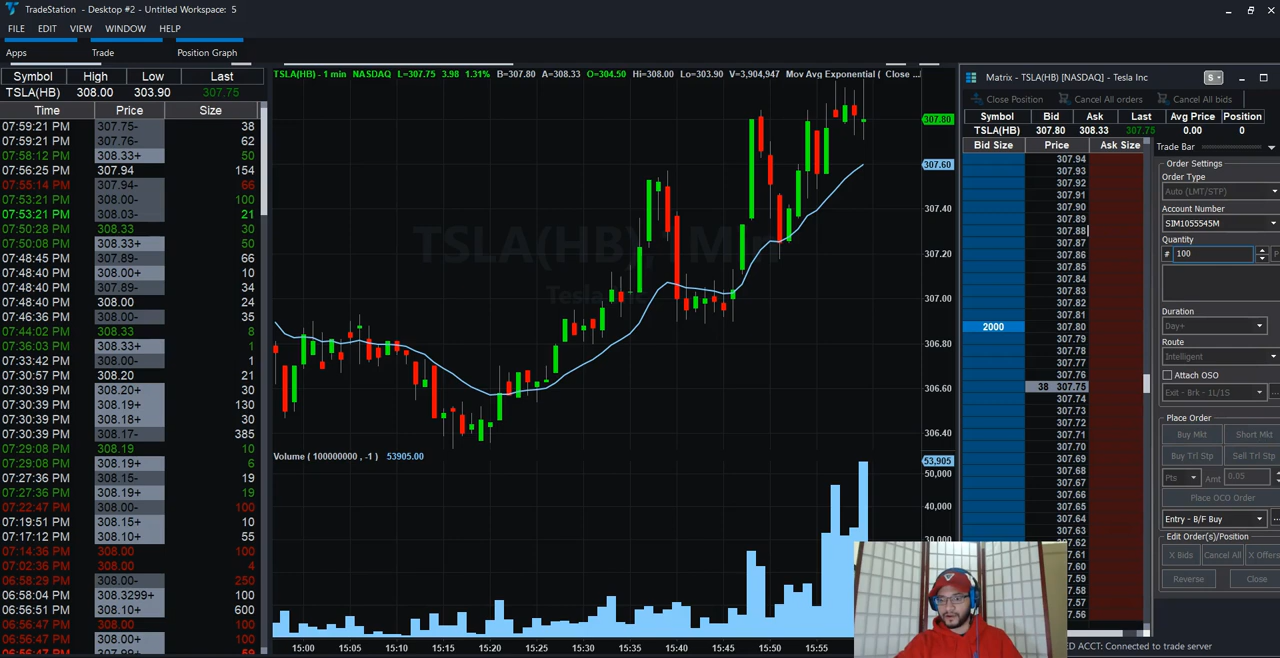 TradeStation - Desktop #2 - Untitled Workspace: 5
FILE EDIT VIEW WINDOW HELP
Apps Trade Position Graph
Symbol High Low Last
TSLA(HB) 308.00 303.90 307.75
Time Price Size
07:59:21 PM 307.75- 38
07:59:21 PM 307.76- 62
07:58:12 PM 308.33+ 50
07:56:25 PM 307.94 154
07:55:14 PM 307.94- 66
07:53:21 PM 308.00- 100
07:53:21 PM 308.03- 21
07:50:28 PM 308.33 30
07:50:08 PM 308.33+ 50
07:48:45 PM 307.89- 66
07:48:40 PM 308.00+ 10
07:48:40 PM 307.89- 34
07:48:40 PM 308.00 24
07:46:36 PM 308.00- 35
07:44:02 PM 308.33 8
07:36:03 PM 308.33+ 1
07:33:42 PM 308.00- 1
07:30:57 PM 308.20 21
07:30:39 PM 308.20+ 30
07:30:39 PM 308.19+ 130
07:30:39 PM 308.18+ 30
07:30:39 PM 308.17- 385
07:29:08 PM 308.19 10
07:29:08 PM 308.19+ 6
07:27:36 PM 308.15- 19
07:27:36 PM 308.19+ 19
07:22:47 PM 308.00- 100
07:19:51 PM 308.15+ 10
07:17:12 PM 308.10+ 55
07:14:36 PM 308.00 100
07:02:36 PM 308.00 4
06:58:29 PM 308.00- 250
06:58:04 PM 308.3299+ 100
06:56:51 PM 308.10+ 600
06:56:47 PM 308.00 100
06:56:47 PM 308.00+ 100
TSLA(HB) - 1 min NASDAQ L=307.75 3.98 1.31% B=307.80 A=308.33 O=304.50 Hi=308.00 Lo=303.90 V=3,904,947 Mov Avg Exponential ( Close ...
TSLA(HB),1 Min
Tesla Inc
307.80
307.60
307.40
307.20
307.00
306.80
306.60
306.40
Volume ( 100000000 , -1 ) 53905.00
53,905
50,000
40,000
30,000
15:00 15:05 15:10 15:15 15:20 15:25 15:30 15:35 15:40 15:45 15:50 15:55
Matrix - TSLA(HB) [NASDAQ] - Tesla Inc S
Close Position Cancel All orders Cancel All bids
Symbol Bid Ask Last Avg Price Position
TSLA(HB) 307.80 308.33 307.75 0.00 0
Bid Size Price Ask Size
307.94
307.93
307.92
307.91
307.90
307.89
307.88
307.87
307.86
307.85
307.84
307.83
307.82
307.81
2000 307.80
307.79
307.78
307.77
307.76
38 307.75
307.74
307.73
307.72
307.71
307.70
307.69
307.68
307.67
307.66
307.65
307.64
307.63
307.62
307.61
307.60
307.59
307.58
307.57
307.56
Trade Bar
Order Settings
Order Type
Auto (LMT/STP)
Account Number
SIM1055545M
Quantity
# 100
Duration
Day+
Route
Intelligent
Attach OSO
Exit - Brk - 1L/1S
Place Order
Buy Mkt Short Mkt
Buy Trl Stp Sell Trl Stp
Pts Amt 0.05
Place OCO Order
Entry - B/F Buy
Edit Order(s)/Position
X Bids Cancel All X Offers
Reverse Close
ED ACCT: Connected to trade server